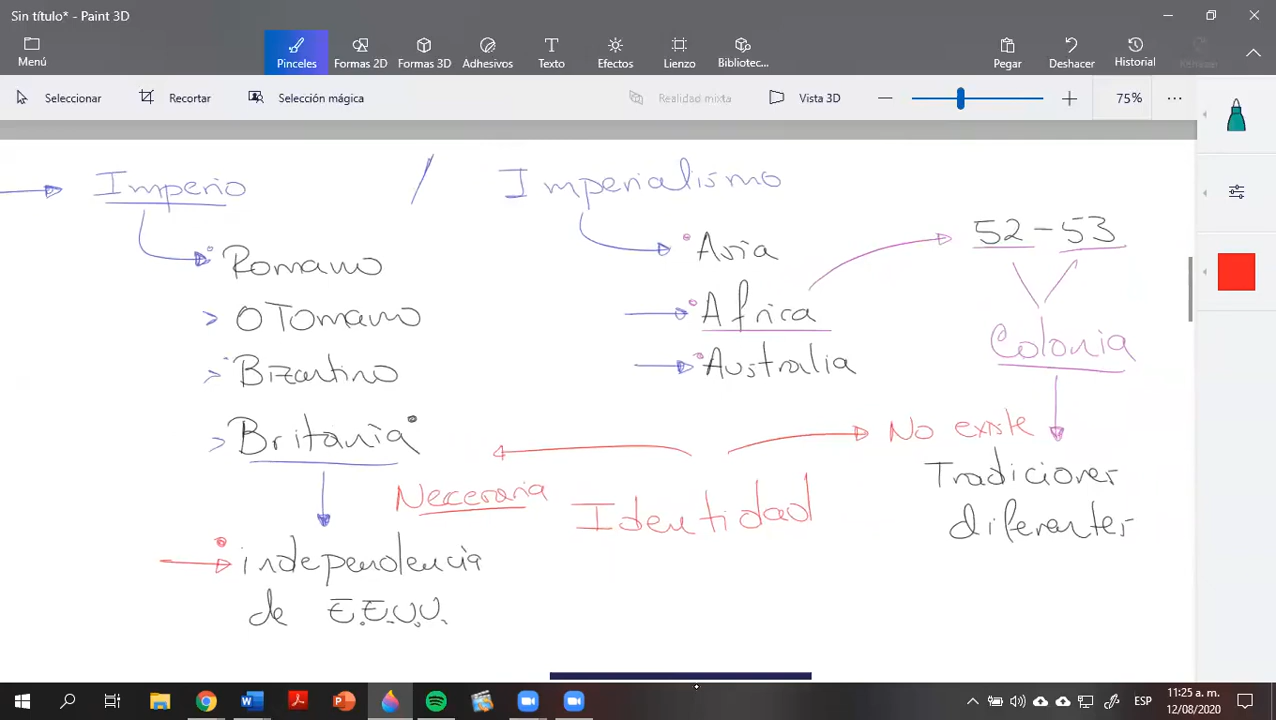 Sin título* - Paint 3D
Menú
Pinceles
Formas 2D
Formas 3D
Adhesivos
Texto
Efectos
Lienzo
Bibliotec...
Pegar
Deshacer
Historial
Rehacer
Seleccionar
Recortar
Selección mágica
Realidad mixta
Vista 3D
75%
Imperio / Imperialismo
Romano
OTomano
Bizantino
Britania
independencia
de E.E.U.U.
Asia
Africa
Australia
52-53
Colonia
No existe
Tradiciones
diferentes
Necesaria
Identidad
ESP
11:25 a. m.
12/08/2020